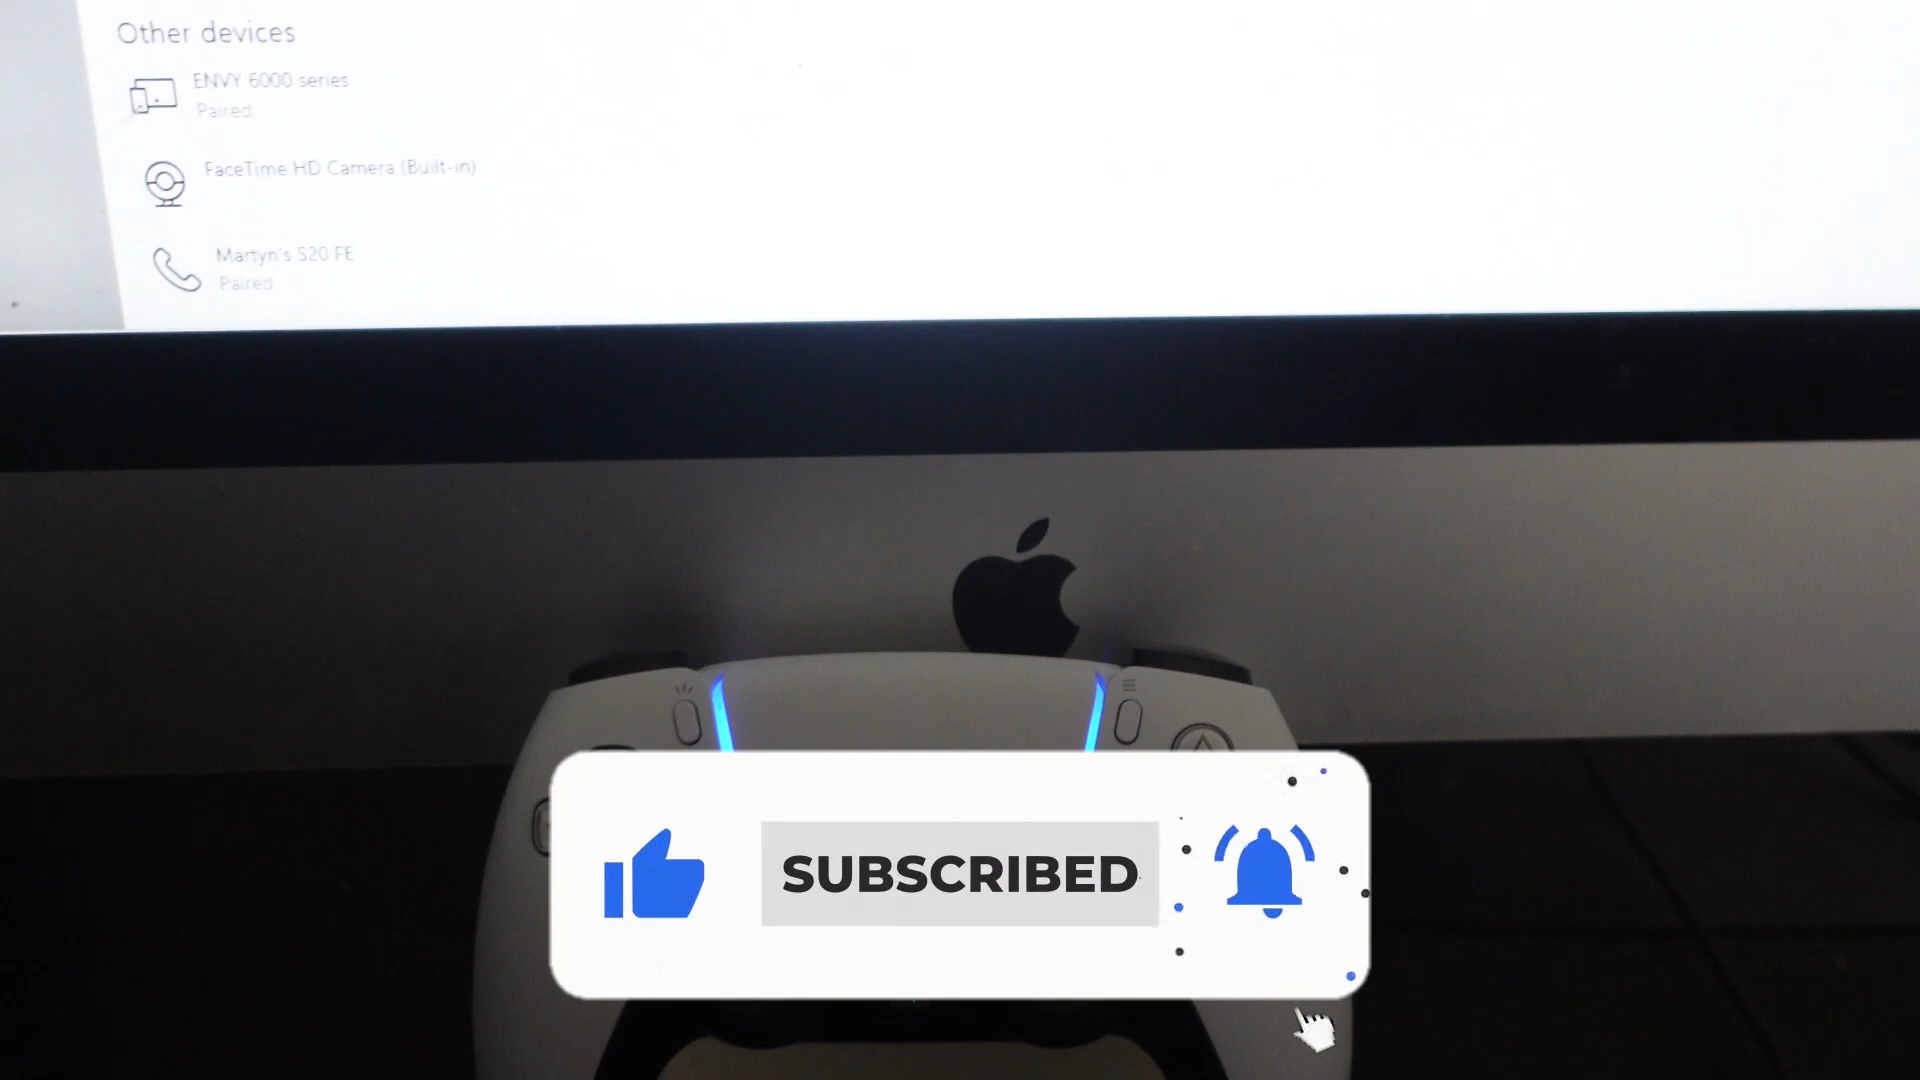 Other devices
ENVY 6000 series
Paired
FaceTime HD Camera (Built-in)
Martyn's S20 FE
Paired
SUBSCRIBED